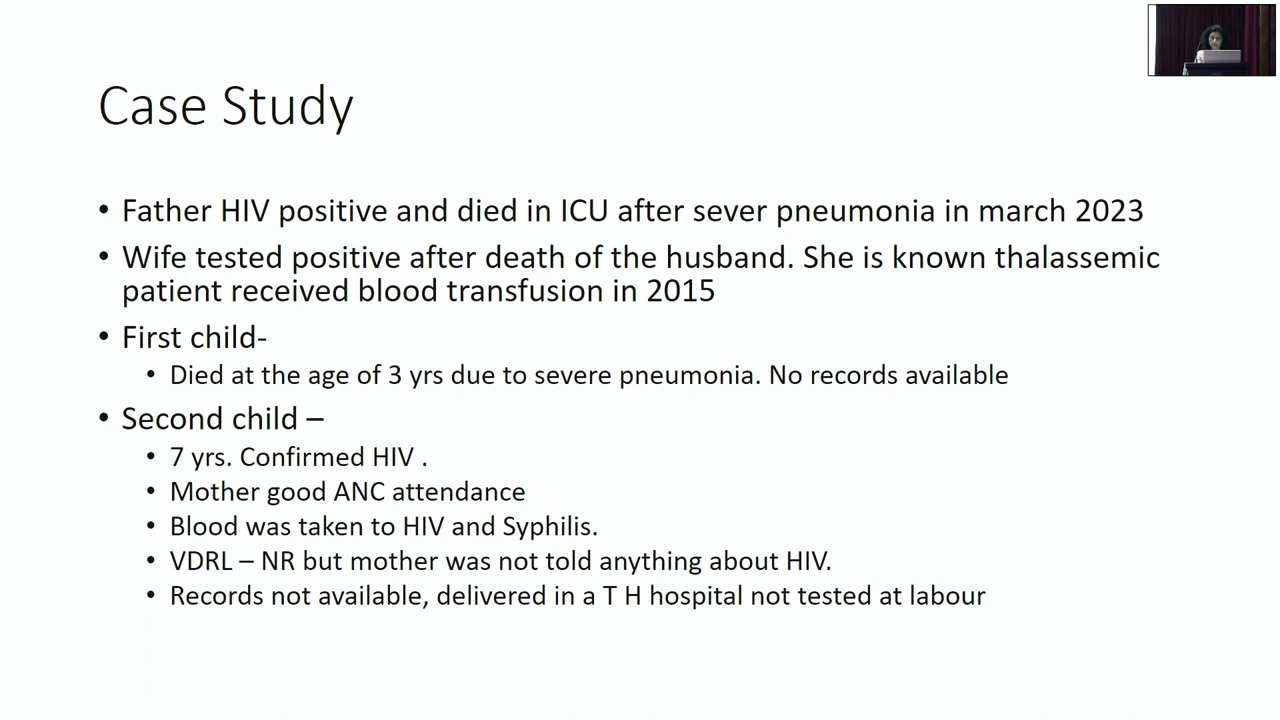 Case Study
• Father HIV positive and died in ICU after sever pneumonia in march 2023
• Wife tested positive after death of the husband. She is known thalassemic
patient received blood transfusion in 2015
• First child-
• Died at the age of 3 yrs due to severe pneumonia. No records available
• Second child –
• 7 yrs. Confirmed HIV .
• Mother good ANC attendance
• Blood was taken to HIV and Syphilis.
• VDRL – NR but mother was not told anything about HIV.
• Records not available, delivered in a T H hospital not tested at labour